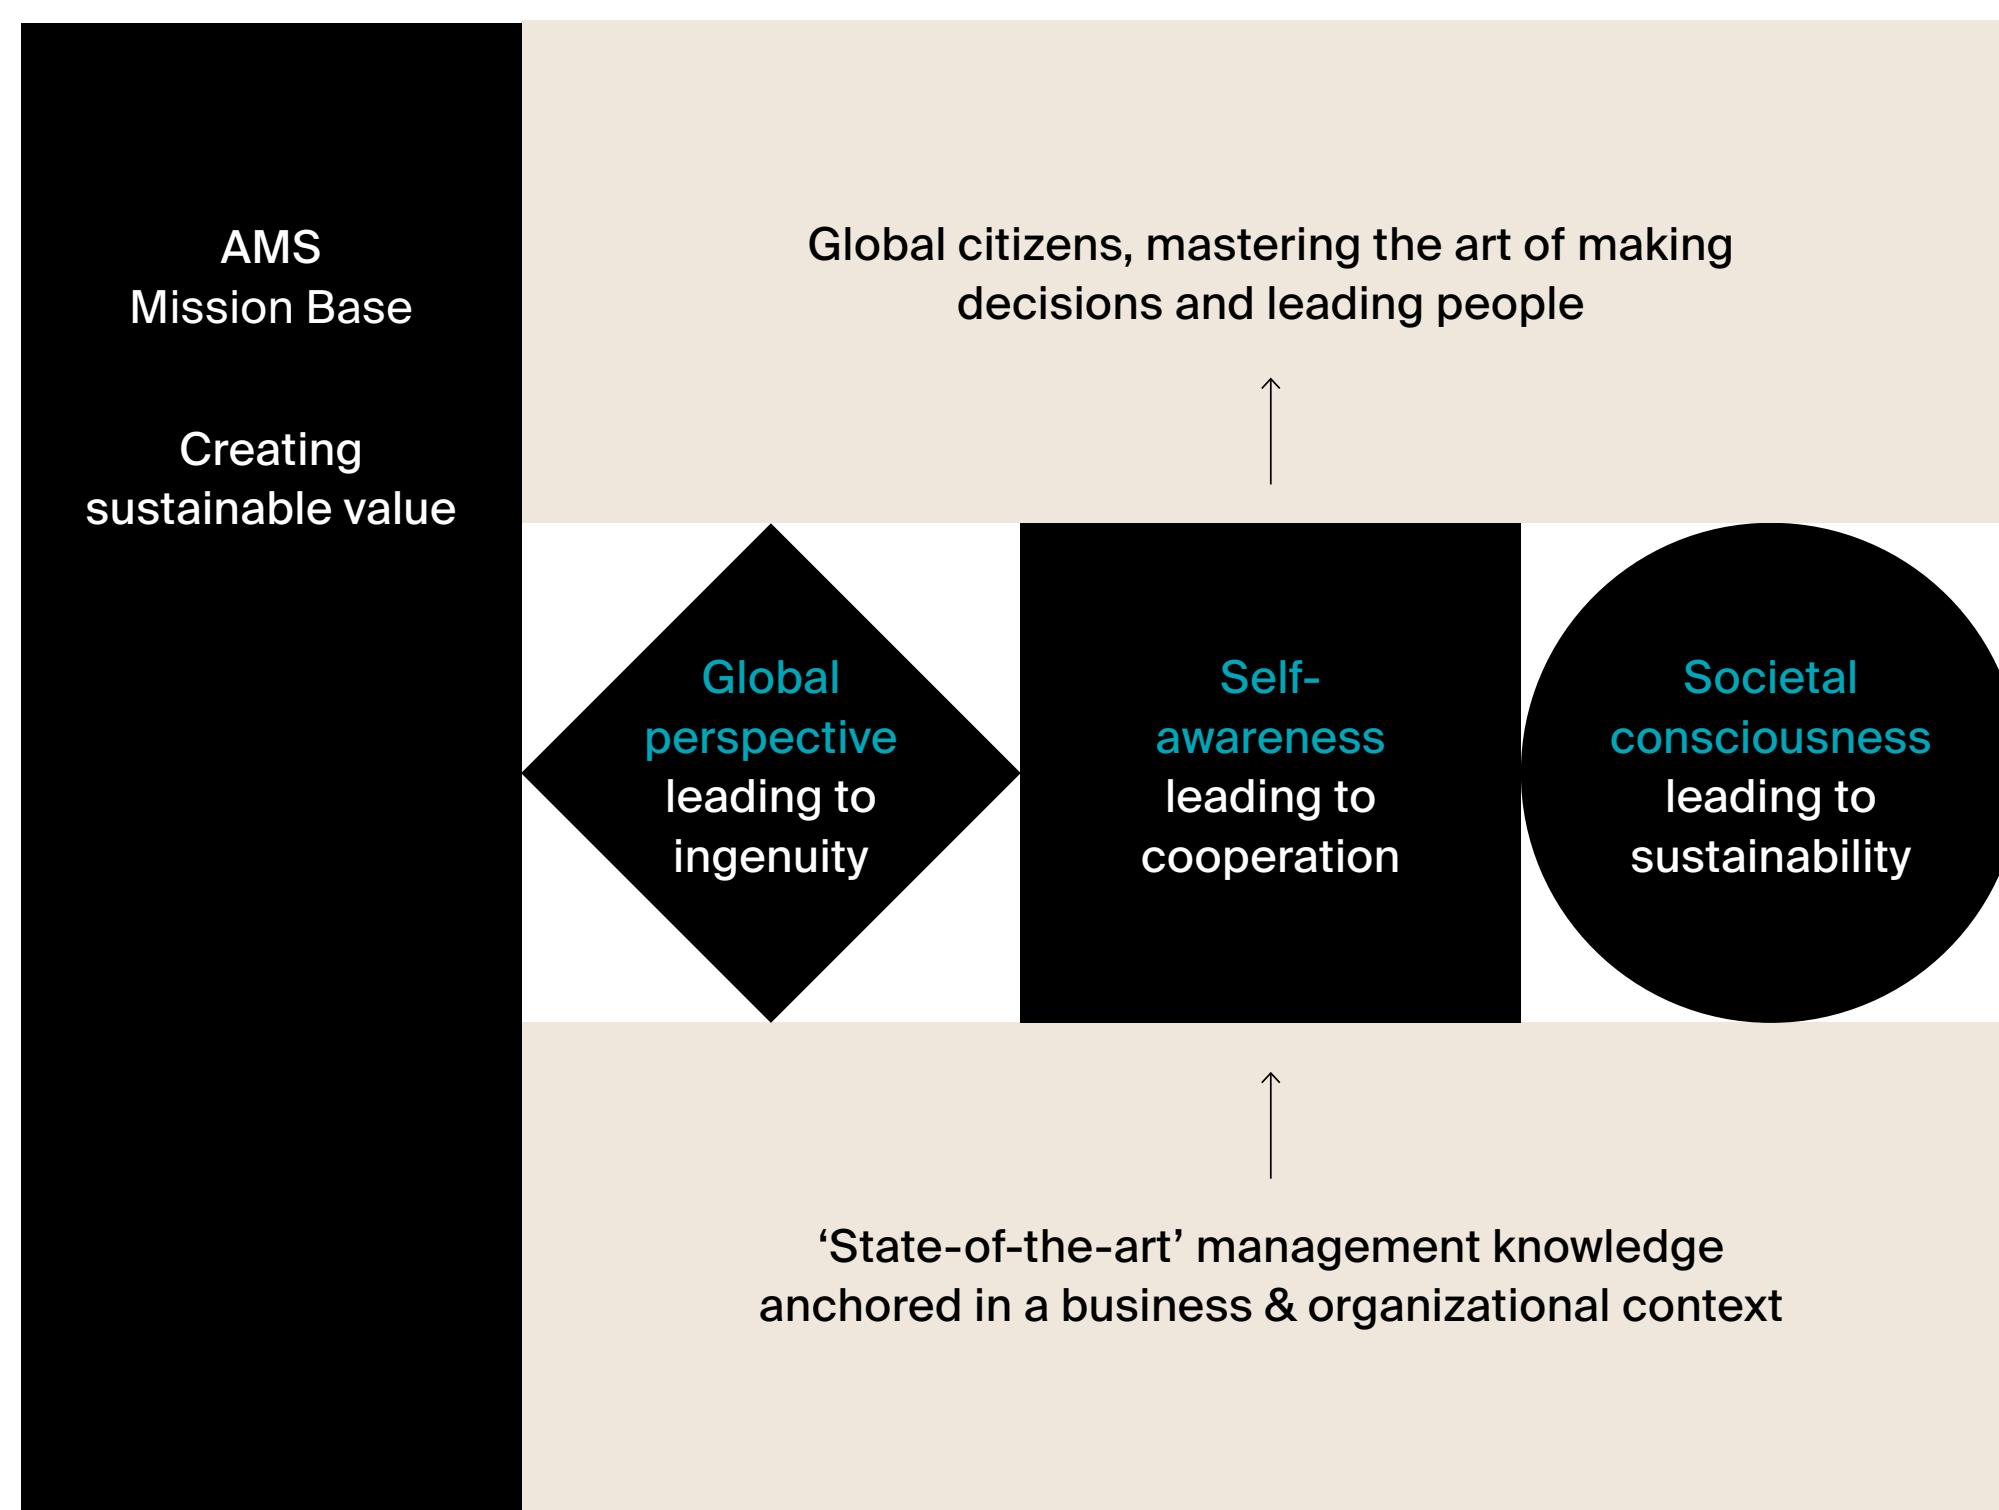 AMS
Mission Base
Creating
sustainable value
Global citizens, mastering the art of making
decisions and leading people
Global
perspective
leading to
ingenuity
Self-
awareness
leading to
cooperation
Societal
consciousness
leading to
sustainability
‘State-of-the-art’ management knowledge
anchored in a business & organizational context